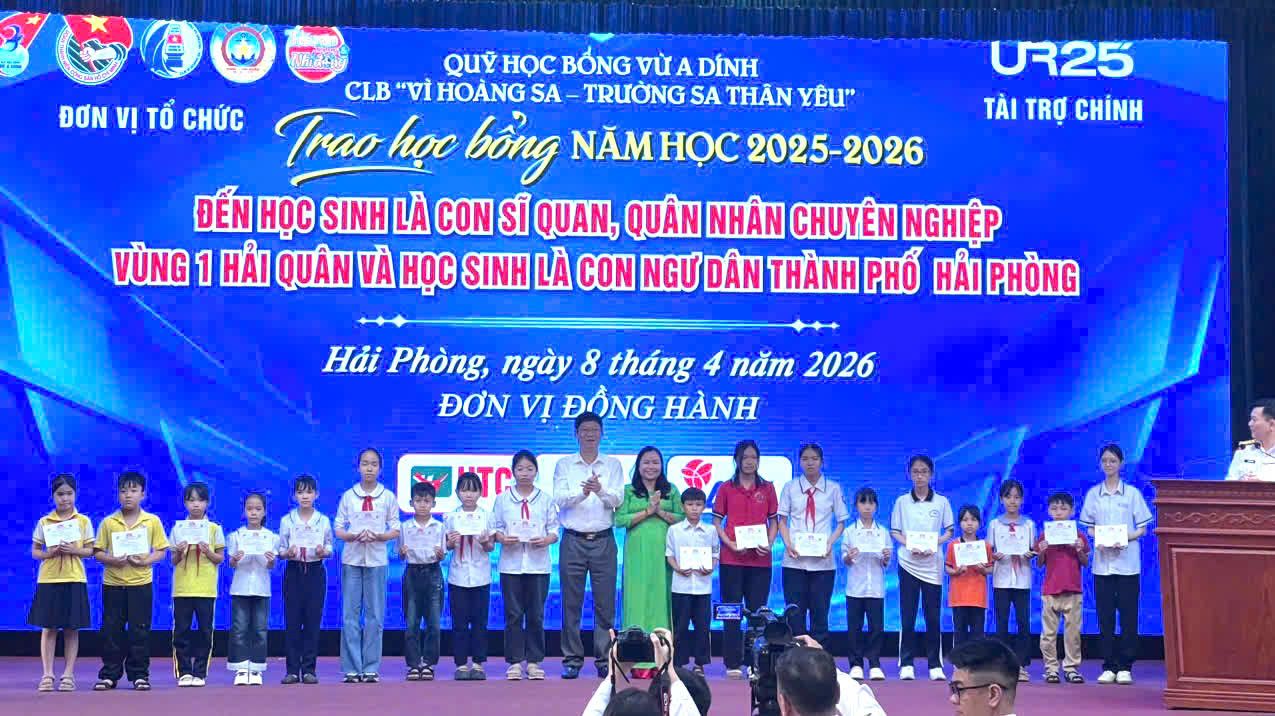 QUỸ HỌC BỔNG VỪ A DÍNH
CLB “VÌ HOÀNG SA – TRƯỜNG SA THÂN YÊU”
UR25
TÀI TRỢ CHÍNH
ĐƠN VỊ TỔ CHỨC
Trao học bổng NĂM HỌC 2025-2026
ĐẾN HỌC SINH LÀ CON SĨ QUAN, QUÂN NHÂN CHUYÊN NGHIỆP
VÙNG 1 HẢI QUÂN VÀ HỌC SINH LÀ CON NGƯ DÂN THÀNH PHỐ HẢI PHÒNG
Hải Phòng, ngày 8 tháng 4 năm 2026
ĐƠN VỊ ĐỒNG HÀNH